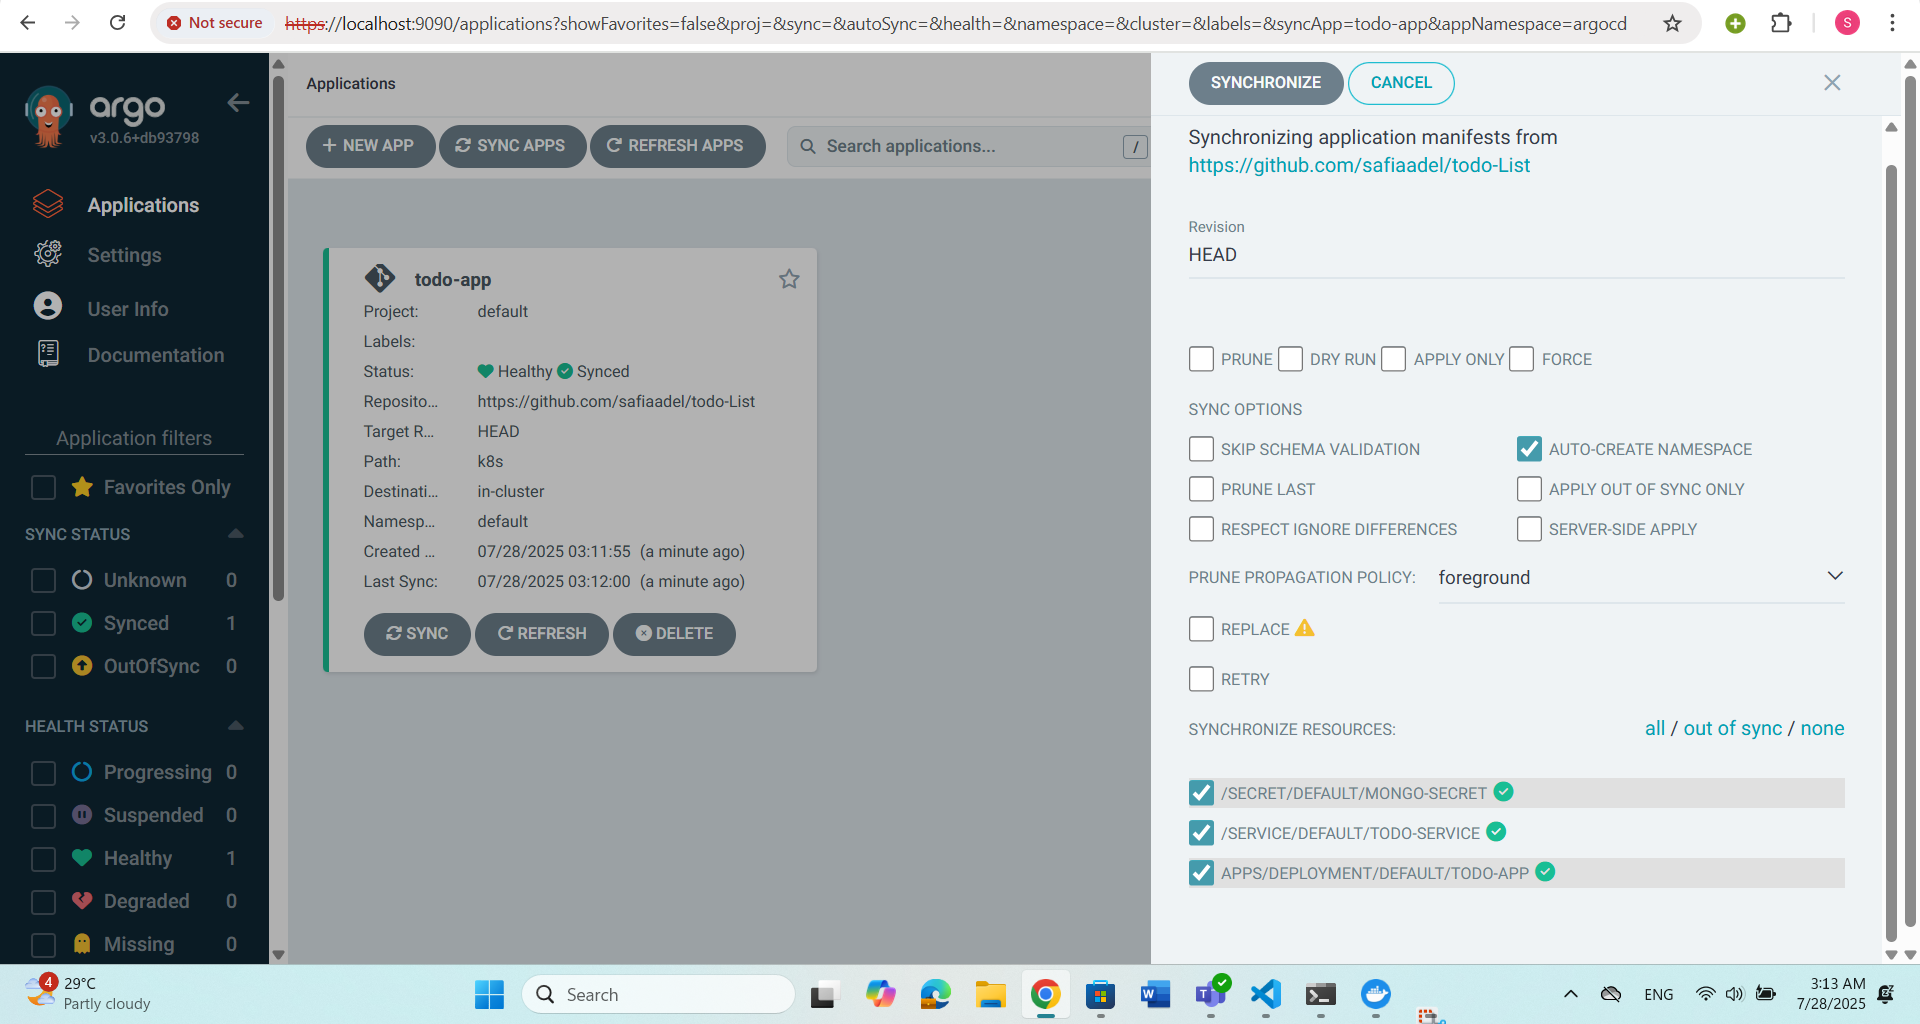 Not secure
https://localhost:9090/applications?showFavorites=false&proj=&sync=&autoSync=&health=&namespace=&cluster=&labels=&syncApp=todo-app&appNamespace=argocd
S
argo
v3.0.6+db93798
Applications
Settings
User Info
Documentation
Application filters
Favorites Only
SYNC STATUS
Unknown 0
Synced 1
OutOfSync 0
HEALTH STATUS
Progressing 0
Suspended 0
Healthy 1
Degraded 0
Missing 0
Applications
+ NEW APP
SYNC APPS
REFRESH APPS
Search applications...
/
todo-app
Project: default
Labels:
Status: Healthy Synced
Reposito... https://github.com/safiaadel/todo-List
Target R... HEAD
Path: k8s
Destinati... in-cluster
Namesp... default
Created ... 07/28/2025 03:11:55 (a minute ago)
Last Sync: 07/28/2025 03:12:00 (a minute ago)
SYNC
REFRESH
DELETE
SYNCHRONIZE
CANCEL
Synchronizing application manifests from
https://github.com/safiaadel/todo-List
Revision
HEAD
PRUNE DRY RUN APPLY ONLY FORCE
SYNC OPTIONS
SKIP SCHEMA VALIDATION AUTO-CREATE NAMESPACE
PRUNE LAST APPLY OUT OF SYNC ONLY
RESPECT IGNORE DIFFERENCES SERVER-SIDE APPLY
PRUNE PROPAGATION POLICY: foreground
REPLACE
RETRY
SYNCHRONIZE RESOURCES: all / out of sync / none
/SECRET/DEFAULT/MONGO-SECRET
/SERVICE/DEFAULT/TODO-SERVICE
APPS/DEPLOYMENT/DEFAULT/TODO-APP
4
29°C
Partly cloudy
Search
ENG
3:13 AM
7/28/2025